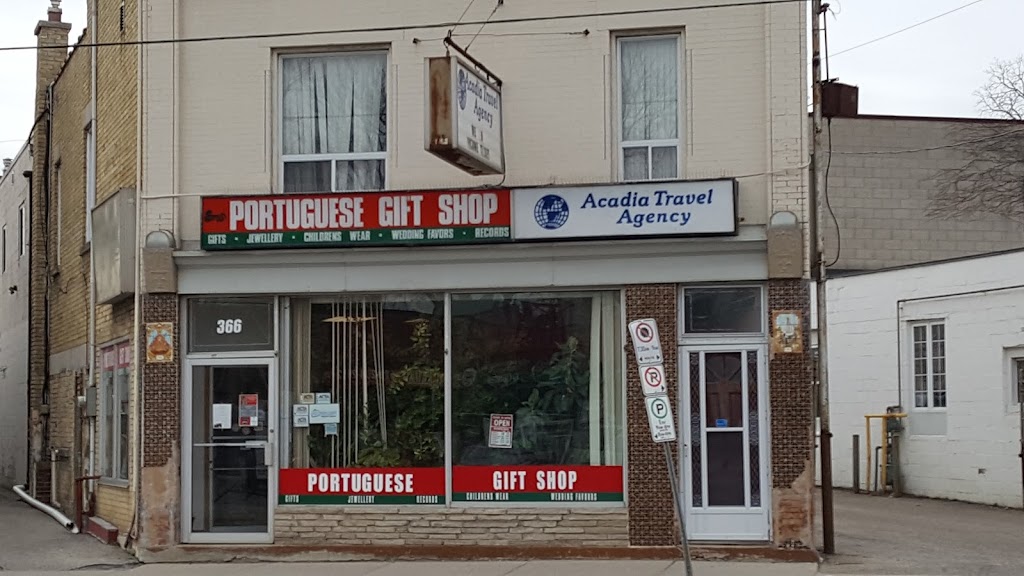 Acadia Travel
Agency
PORTUGUESE GIFT SHOP
GIFTS • JEWELLERY • CHILDRENS WEAR • WEDDING FAVORS • RECORDS
Acadia Travel
Agency
366
OPEN
P
P
PORTUGUESE
GIFTS JEWELLERY RECORDS
GIFT SHOP
CHILDRENS WEAR WEDDING FAVORS